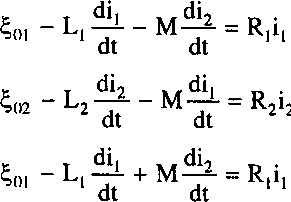 ξ₀₁ − L₁ di₁/dt − M di₂/dt = R₁i₁
ξ₀₂ − L₂ di₂/dt − M di₁/dt = R₂i₂
ξ₀₁ − L₁ di₁/dt + M di₂/dt = R₁i₁